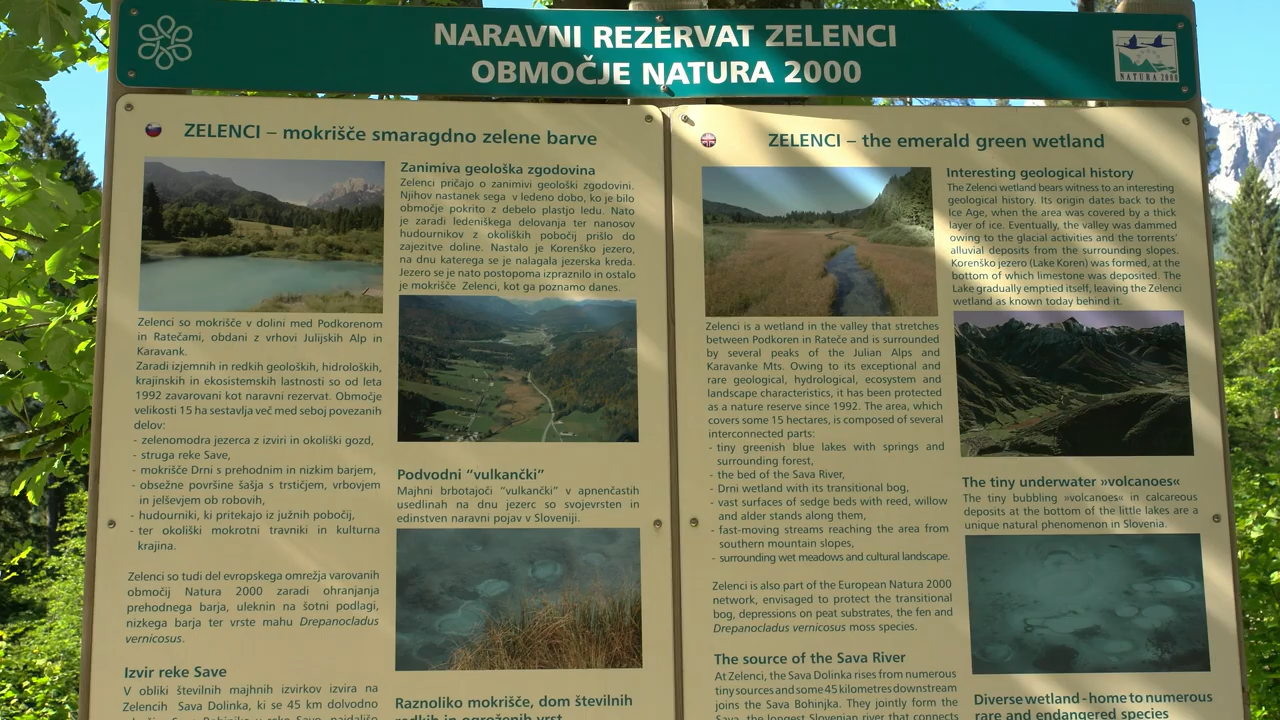 NARAVNI REZERVAT ZELENCI
OBMOČJE NATURA 2000
NATURA 2000
ZELENCI – mokrišče smaragdno zelene barve
Zelenci so mokrišče v dolini med Podkorenom
in Ratečami, obdani z vrhovi Julijskih Alp in
Karavank.
Zaradi izjemnih in redkih geoloških, hidroloških,
krajinskih in ekosistemskih lastnosti so od leta
1992 zavarovani kot naravni rezervat. Območje
velikosti 15 ha sestavlja več med seboj povezanih
delov:
- zelenomodra jezerca z izviri in okoliški gozd,
- struga reke Save,
- mokrišče Drni s prehodnim in nizkim barjem,
- obsežne površine šašja s trstičjem, vrbovjem
in jelševjem ob robovih,
- hudourniki, ki pritekajo iz južnih pobočij,
- ter okoliški mokrotni travniki in kulturna
krajina.
Zelenci so tudi del evropskega omrežja varovanih
območij Natura 2000 zaradi ohranjanja
prehodnega barja, uleknin na šotni podlagi,
nizkega barja ter vrste mahu Drepanocladus
vernicosus.
Izvir reke Save
V obliki številnih majhnih izvirkov izvira na
Zelencih Sava Dolinka, ki se 45 km dolvodno
Zanimiva geološka zgodovina
Zelenci pričajo o zanimivi geološki zgodovini.
Njihov nastanek sega v ledeno dobo, ko je bilo
območje pokrito z debelo plastjo ledu. Nato
je zaradi ledeniškega delovanja ter nanosov
hudournikov z okoliških pobočij prišlo do
zajezitve doline. Nastalo je Korenško jezero,
na dnu katerega se je nalagala jezerska kreda.
Jezero se je nato postopoma izpraznilo in ostalo
je mokrišče Zelenci, kot ga poznamo danes.
Podvodni “vulkančki”
Majhni brbotajoči “vulkančki” v apnenčastih
usedlinah na dnu jezerc so svojevrsten in
edinstven naravni pojav v Sloveniji.
Raznoliko mokrišče, dom številnih
redkih in ogroženih vrst
ZELENCI – the emerald green wetland
Zelenci is a wetland in the valley that stretches
between Podkoren in Rateče and is surrounded
by several peaks of the Julian Alps and
Karavanke Mts. Owing to its exceptional and
rare geological, hydrological, ecosystem and
landscape characteristics, it has been protected
as a nature reserve since 1992. The area, which
covers some 15 hectares, is composed of several
interconnected parts:
- tiny greenish blue lakes with springs and
surrounding forest,
- the bed of the Sava River,
- Drni wetland with its transitional bog,
- vast surfaces of sedge beds with reed, willow
and alder stands along them,
- fast-moving streams reaching the area from
southern mountain slopes,
- surrounding wet meadows and cultural landscape.
Zelenci is also part of the European Natura 2000
network, envisaged to protect the transitional
bog, depressions on peat substrates, the fen and
Drepanocladus vernicosus moss species.
The source of the Sava River
At Zelenci, the Sava Dolinka rises from numerous
tiny sources and some 45 kilometres downstream
joins the Sava Bohinjka. They jointly form the
Sava, the longest Slovenian river that connects
Interesting geological history
The Zelenci wetland bears witness to an interesting
geological history. Its origin dates back to the
Ice Age, when the area was covered by a thick
layer of ice. Eventually, the valley was dammed
owing to the glacial activities and the torrents'
alluvial deposits from the surrounding slopes.
Korenško jezero (Lake Koren) was formed, at the
bottom of which limestone was deposited. The
Lake gradually emptied itself, leaving the Zelenci
wetland as known today behind it.
The tiny underwater »volcanoes«
The tiny bubbling »volcanoes« in calcareous
deposits at the bottom of the little lakes are a
unique natural phenomenon in Slovenia.
Diverse wetland - home to numerous
rare and endangered species